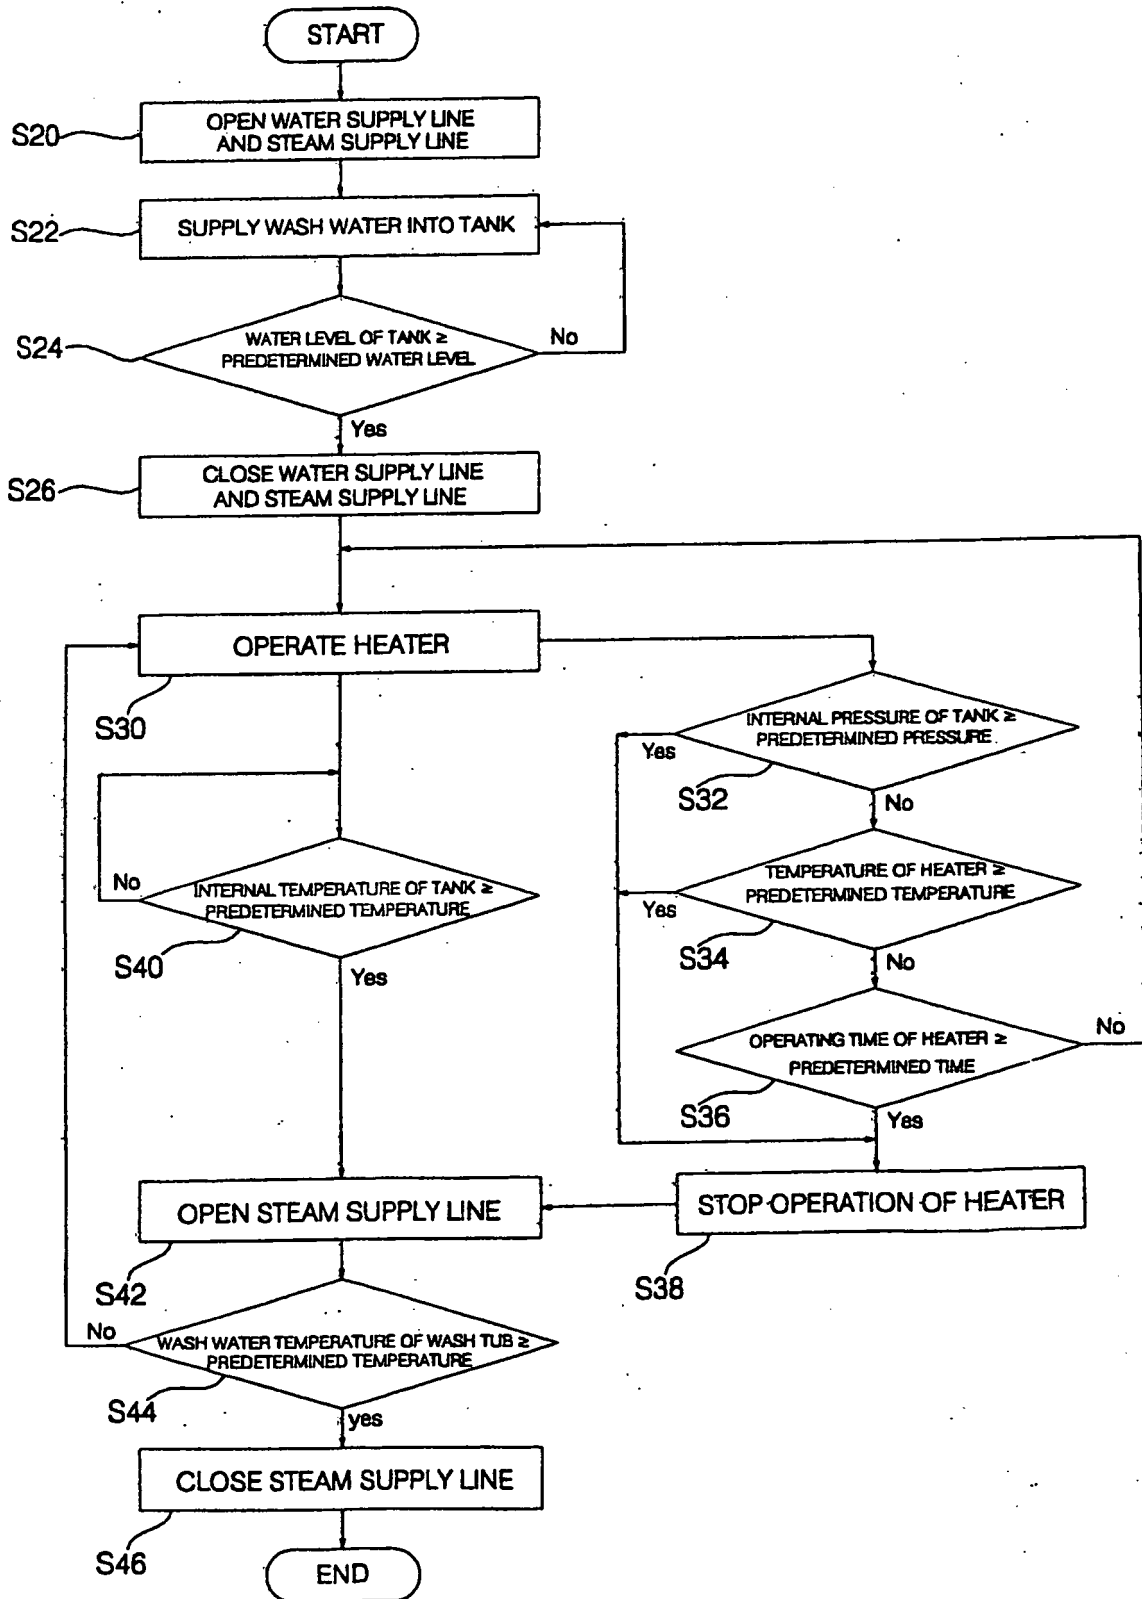 START
S20
OPEN WATER SUPPLY LINE
AND STEAM SUPPLY LINE
S22
SUPPLY WASH WATER INTO TANK
S24
WATER LEVEL OF TANK ≥
PREDETERMINED WATER LEVEL
No
Yes
S26
CLOSE WATER SUPPLY LINE
AND STEAM SUPPLY LINE
OPERATE HEATER
S30
INTERNAL PRESSURE OF TANK ≥
PREDETERMINED PRESSURE
Yes
S32
No
TEMPERATURE OF HEATER ≥
PREDETERMINED TEMPERATURE
Yes
S34
No
No
INTERNAL TEMPERATURE OF TANK ≥
PREDETERMINED TEMPERATURE
S40
Yes
OPERATING TIME OF HEATER ≥
PREDETERMINED TIME
No
S36
Yes
OPEN STEAM SUPPLY LINE
S42
STOP OPERATION OF HEATER
S38
No
WASH WATER TEMPERATURE OF WASH TUB ≥
PREDETERMINED TEMPERATURE
S44
yes
CLOSE STEAM SUPPLY LINE
S46
END